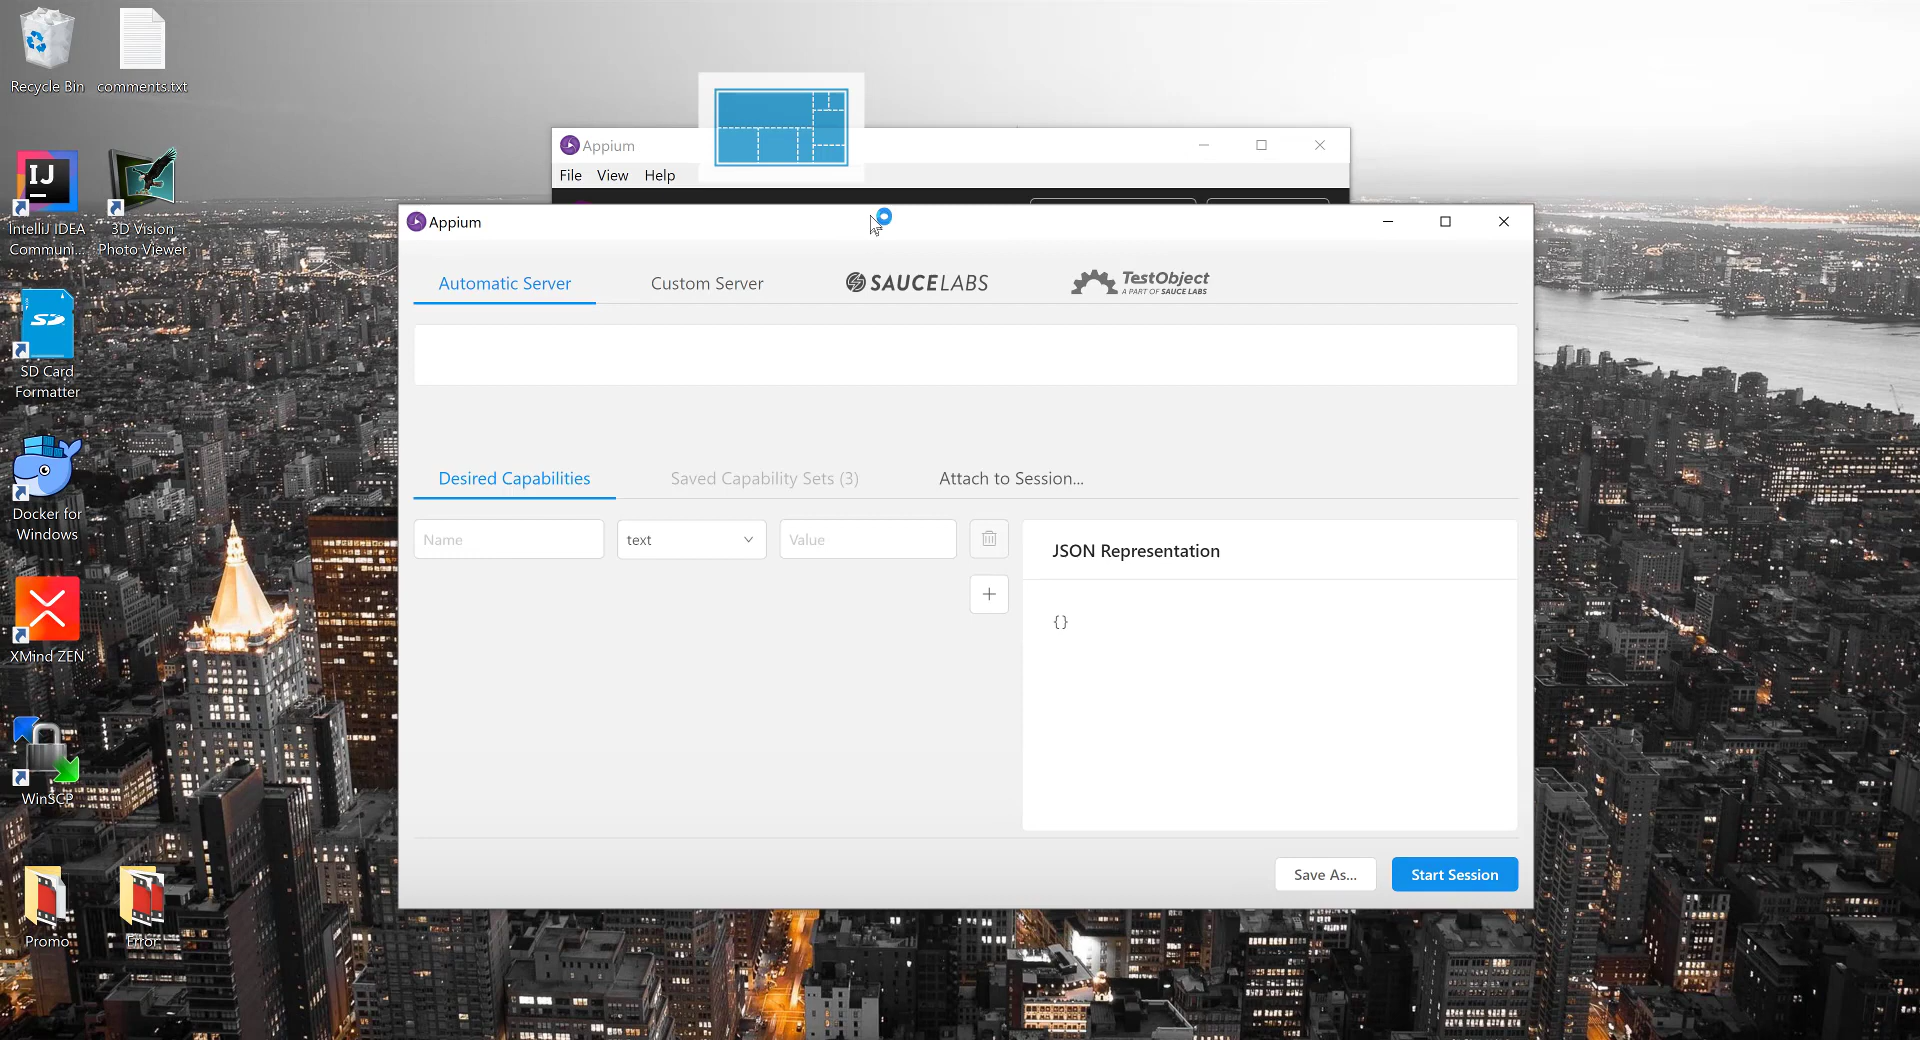 Recycle Bin
comments.txt
IntelliJ IDEA
Communi...
3D Vision
Photo Viewer
SD Card
Formatter
Docker for
Windows
XMind ZEN
WinSCP
Promo
Error
Appium
File View Help
Appium
Automatic Server
Custom Server
SAUCELABS
TestObject
A PART OF SAUCE LABS
Desired Capabilities
Saved Capability Sets (3)
Attach to Session...
Name
text
Value
JSON Representation
{}
Save As...
Start Session